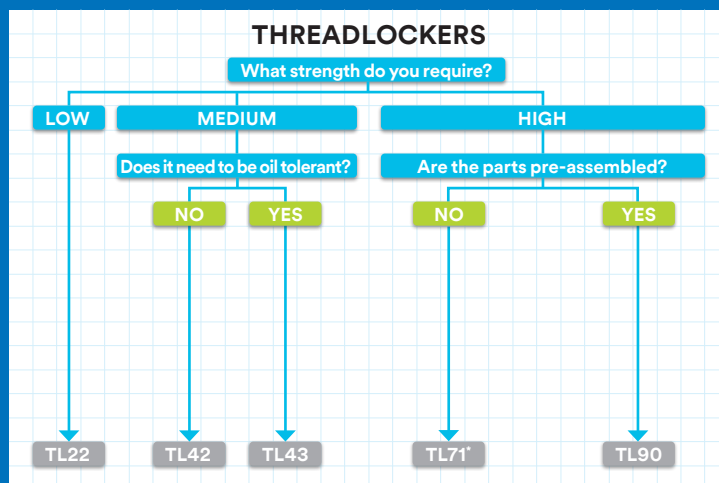 THREADLOCKERS
What strength do you require?
LOW
MEDIUM
HIGH
Does it need to be oil tolerant?
Are the parts pre-assembled?
NO
YES
NO
YES
TL22
TL42
TL43
TL71*
TL90